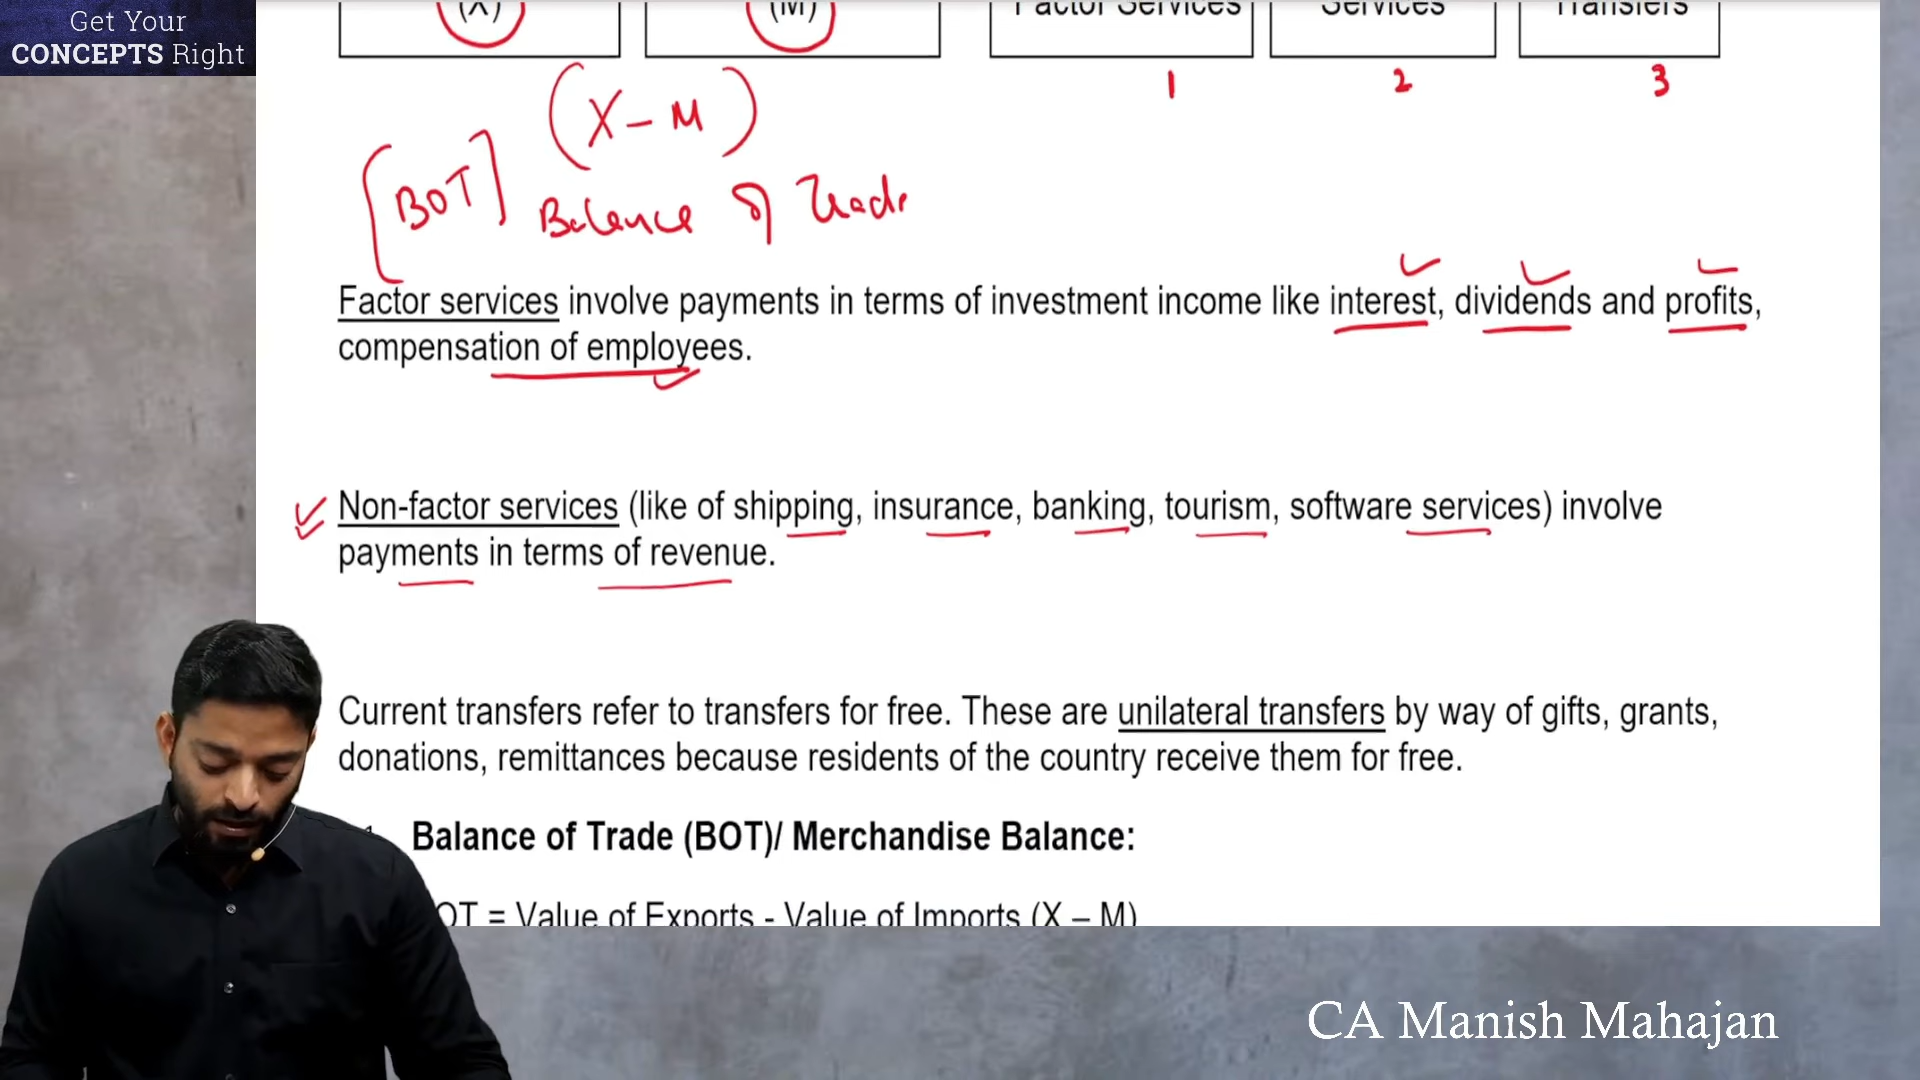 Get Your
CONCEPTS Right
(X)
(M)
Factor Services
Services
Transfers
1
2
3
(X - M)
[BOT]
Balance of Trade
Factor services involve payments in terms of investment income like interest, dividends and profits,
compensation of employees.
Non-factor services (like of shipping, insurance, banking, tourism, software services) involve
payments in terms of revenue.
Current transfers refer to transfers for free. These are unilateral transfers by way of gifts, grants,
donations, remittances because residents of the country receive them for free.
Balance of Trade (BOT)/ Merchandise Balance:
OT = Value of Exports - Value of Imports (X – M)
CA Manish Mahajan